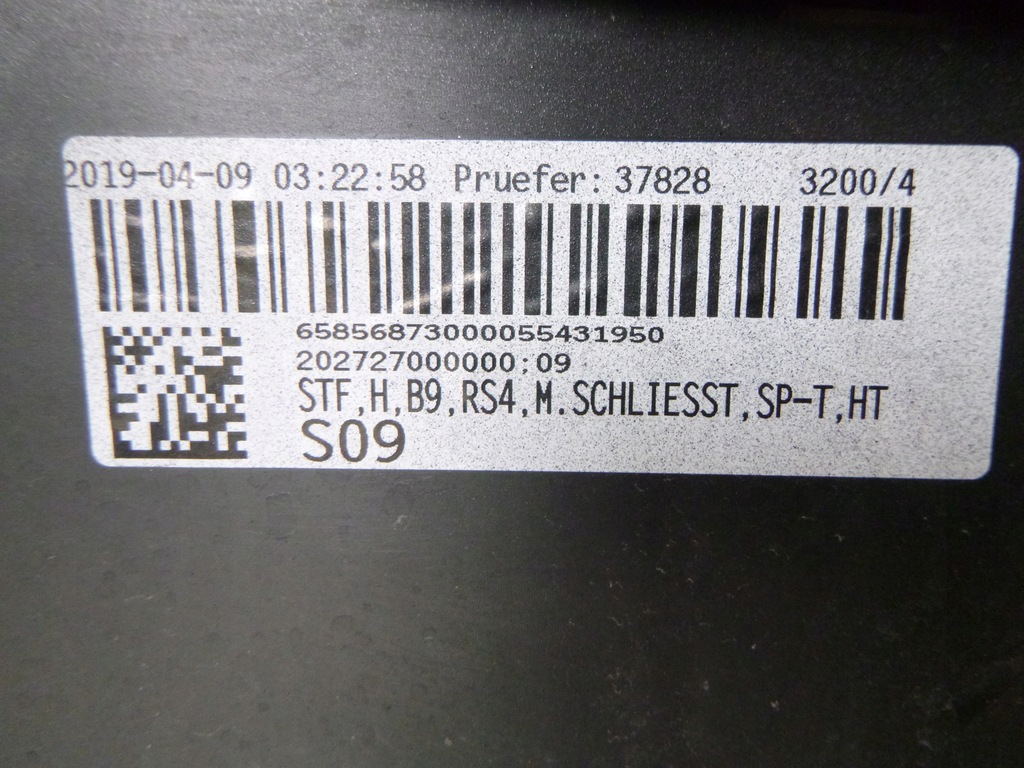 2019-04-09 03:22:58 Pruefer: 37828 3200/4
65856873000055431950
202727000000:09
STF,H,B9,RS4,M.SCHLIESST,SP-T,HT
S09